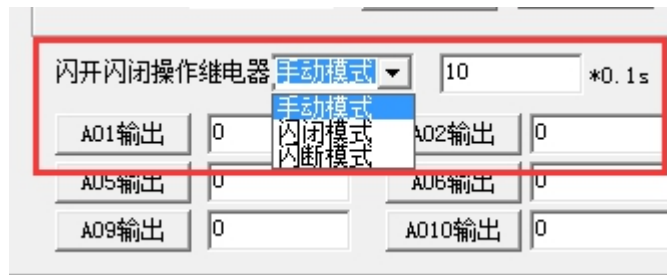 闪开闪闭操作继电器 手动模式 10 *0.1s
手动模式
闪闭模式
闪断模式
A01输出 0 A02输出 0
A05输出 0 A06输出 0
A09输出 0 A010输出 0